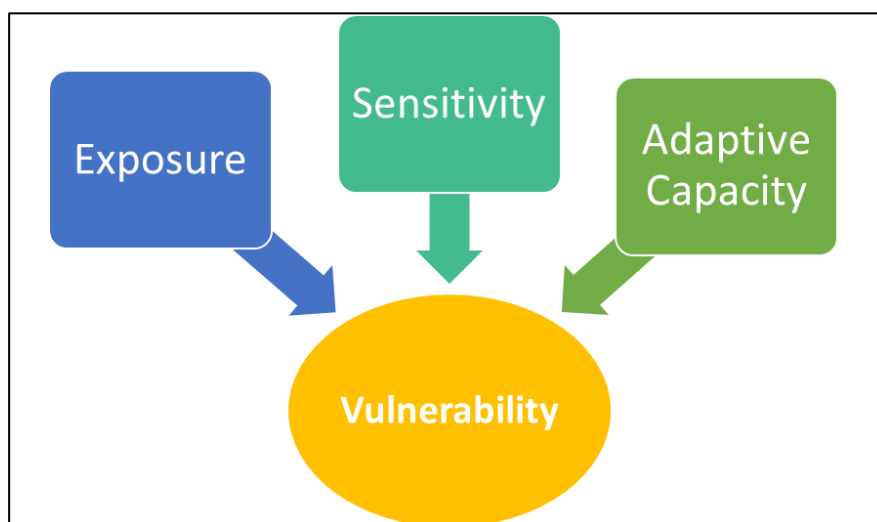 Exposure
Sensitivity
Adaptive
Capacity
Vulnerability